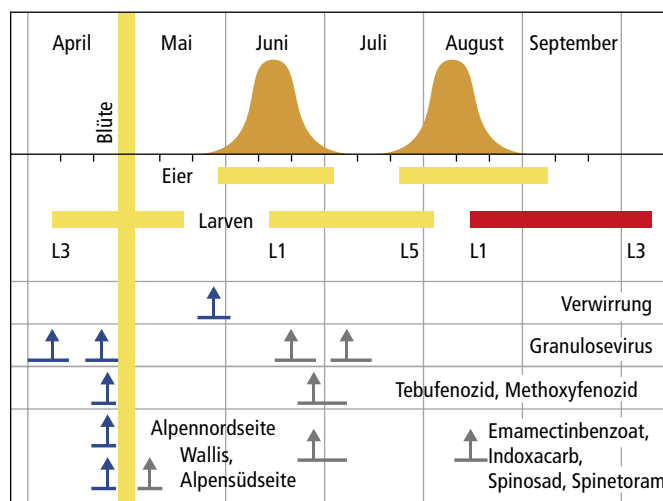 April Mai Juni Juli August September
Blüte
Eier
Larven
L3 L1 L5 L1 L3
Verwirrung
Granulosevirus
Tebufenozid, Methoxyfenozid
Alpennordseite
Wallis,
Alpensüdseite
Emamectinbenzoat,
Indoxacarb,
Spinosad, Spinetoram